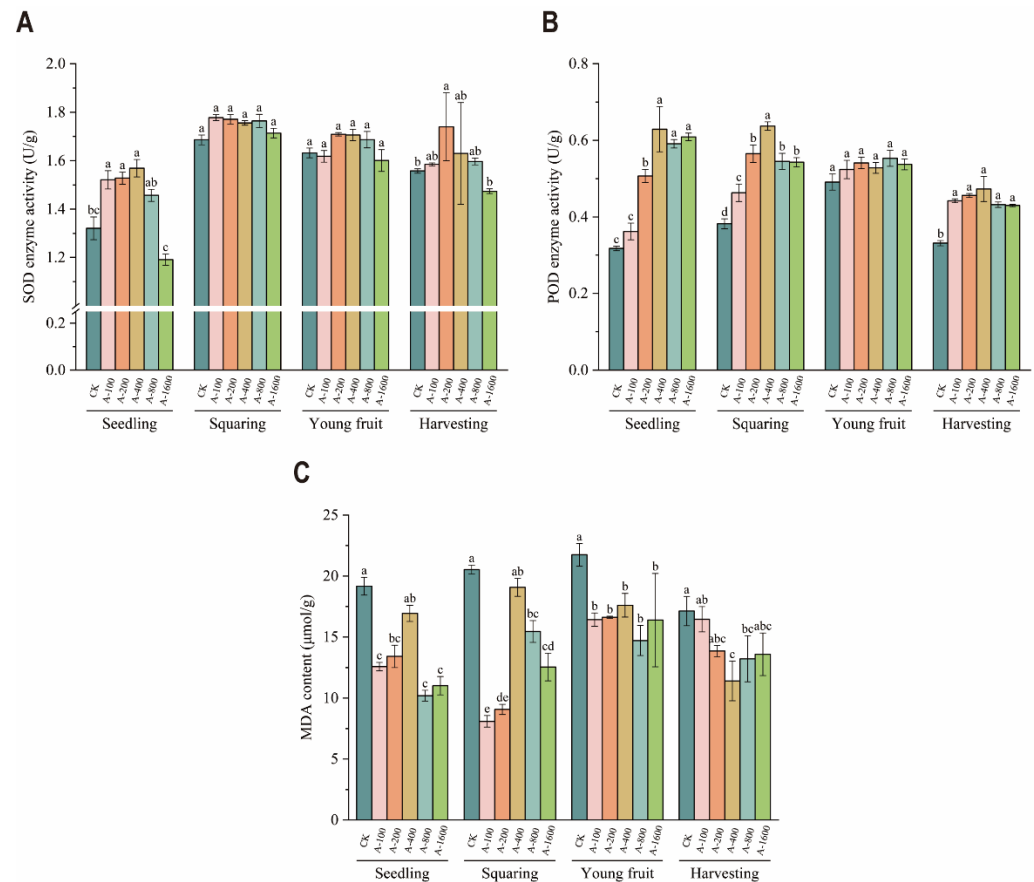 A
SOD enzyme activity (U/g)
2.0
1.8
1.6
1.4
1.2
0.2
0.0
bc
a
a
a
ab
c
a
a
a
a
a
a
a
a
a
a
a
a
b
ab
a
ab
ab
b
CK
A-100
A-200
A-400
A-800
A-1600
CK
A-100
A-200
A-400
A-800
A-1600
CK
A-100
A-200
A-400
A-800
A-1600
CK
A-100
A-200
A-400
A-800
A-1600
Seedling
Squaring
Young fruit
Harvesting
B
POD enzyme activity (U/g)
0.8
0.6
0.4
0.2
0.0
c
c
b
a
a
a
d
c
b
a
b
b
a
a
a
a
a
a
b
a
a
a
a
a
CK
A-100
A-200
A-400
A-800
A-1600
CK
A-100
A-200
A-400
A-800
A-1600
CK
A-100
A-200
A-400
A-800
A-1600
CK
A-100
A-200
A-400
A-800
A-1600
Seedling
Squaring
Young fruit
Harvesting
C
MDA content (μmol/g)
25
20
15
10
5
0
a
c
bc
ab
c
c
a
e
de
ab
bc
cd
a
b
b
b
b
b
a
ab
abc
c
bc
abc
CK
A-100
A-200
A-400
A-800
A-1600
CK
A-100
A-200
A-400
A-800
A-1600
CK
A-100
A-200
A-400
A-800
A-1600
CK
A-100
A-200
A-400
A-800
A-1600
Seedling
Squaring
Young fruit
Harvesting